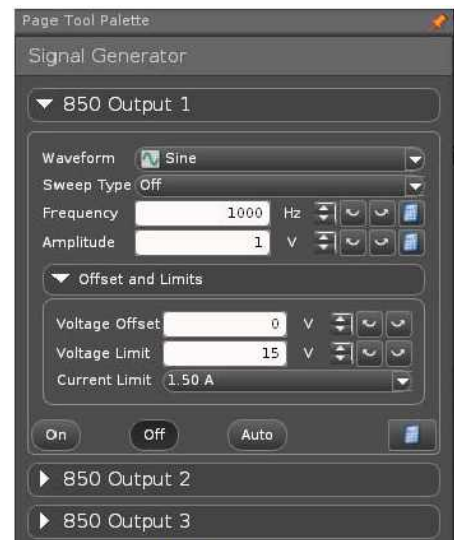 Page Tool Palette
Signal Generator
850 Output 1
Waveform Sine
Sweep Type Off
Frequency 1000 Hz
Amplitude 1 V
Offset and Limits
Voltage Offset 0 V
Voltage Limit 15 V
Current Limit 1.50 A
On Off Auto
850 Output 2
850 Output 3